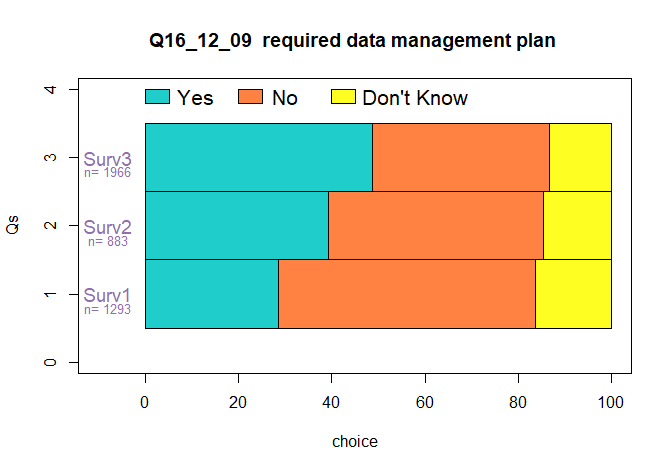 Q16_12_09  required data management plan
Yes No Don't Know
4
Surv3
n= 1966
3
Surv2
n= 883
2
Qs
Surv1
n= 1293
1
0
0 20 40 60 80 100
choice